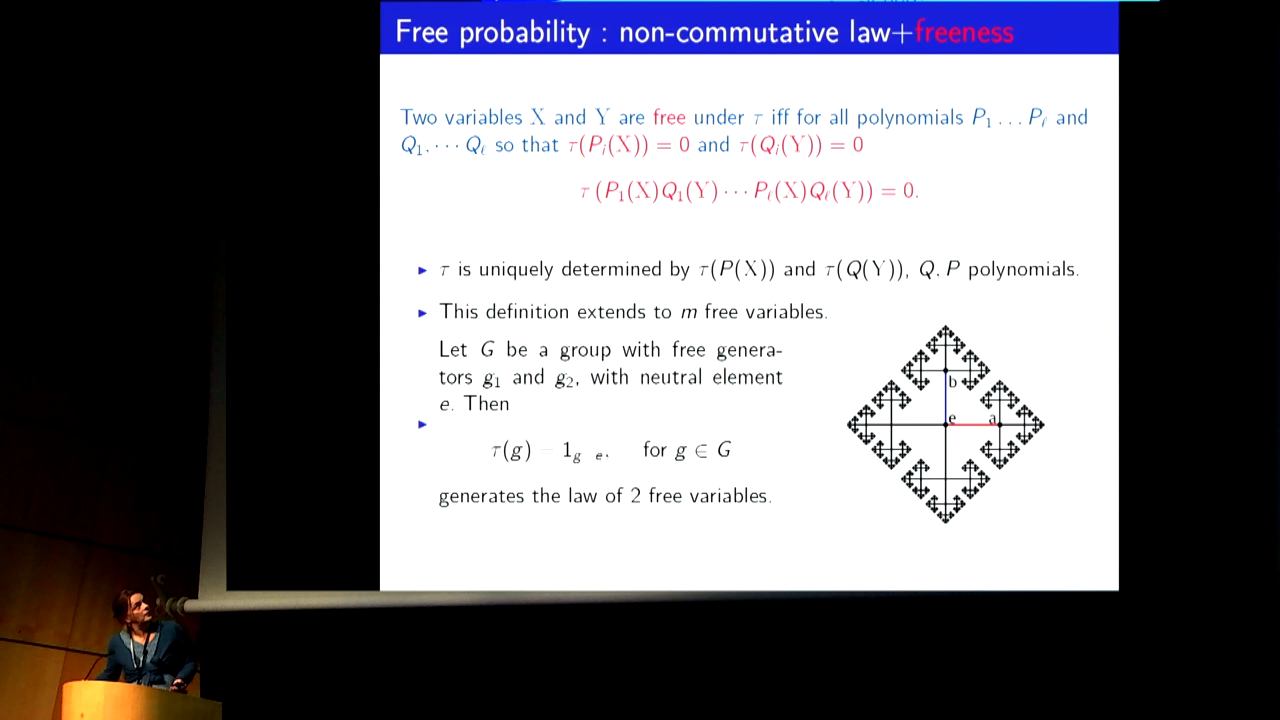 Free probability : non-commutative law+freeness
Two variables X and Y are free under τ iff for all polynomials P₁ … Pℓ and
Q₁. ⋯ Qℓ so that τ(Pᵢ(X)) = 0 and τ(Qᵢ(Y)) = 0
τ (P₁(X)Q₁(Y) ⋯ Pℓ(X)Qℓ(Y)) = 0.
▶ τ is uniquely determined by τ(P(X)) and τ(Q(Y)), Q. P polynomials.
▶ This definition extends to m free variables.
Let G be a group with free genera-
tors g₁ and g₂, with neutral element
e. Then
▶
τ(g) 1g e. for g ∈ G
generates the law of 2 free variables.
b
e a